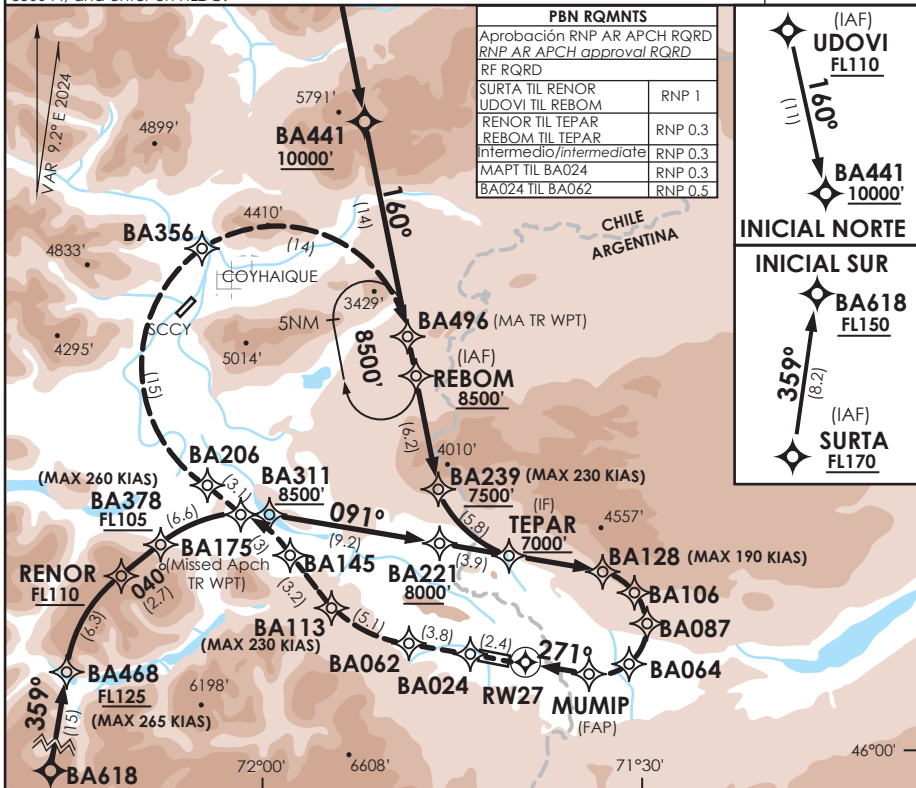 PBN RQMNTS
Aprobación RNP AR APCH RQRD
RNP AR APCH approval RQRD
RF RQRD
SURTA TIL RENOR
UDOVI TIL REBOM
RNP 1
RENOR TIL TEPAR
REBOM TIL TEPAR
RNP 0.3
Intermedio/intermediate
RNP 0.3
MAPT TIL BA024
RNP 0.3
BA024 TIL BA062
RNP 0.5
(IAF)
UDOVI
FL110
160°
(11)
BA441
10000'
INICIAL NORTE
INICIAL SUR
BA618
FL150
359°
(8.2)
(IAF)
SURTA
FL170
VAR 9.2° E 2024
5791'
4899'
BA441
10000'
160°
(14)
CHILE
ARGENTINA
4410'
BA356
(14)
4833'
COYHAIQUE
SCCY
3429'
5NM
8500'
BA496 (MA TR WPT)
4295'
5014'
(IAF)
REBOM
8500'
(15)
(6.2)
4010'
BA206
(MAX 260 KIAS)
BA378
FL105
(6.6)
(3.1)
BA311
8500'
091°
(9.2)
BA239 (MAX 230 KIAS)
7500'
(5.8)
(IF)
TEPAR
7000'
4557'
BA175
(Missed Apch
TR WPT)
(3)
BA145
BA221
8000'
(3.9)
BA128 (MAX 190 KIAS)
RENOR
FL110
040°
(2.7)
(3.2)
BA106
(6.3)
BA113
(MAX 230 KIAS)
(5.1)
BA087
BA062
(3.8)
(2.4)
271°
BA064
BA468
FL125
(MAX 265 KIAS)
BA024
RW27
MUMIP
(FAP)
359°
(15)
6198'
6608'
BA618
72°00'
71°30'
46°00'